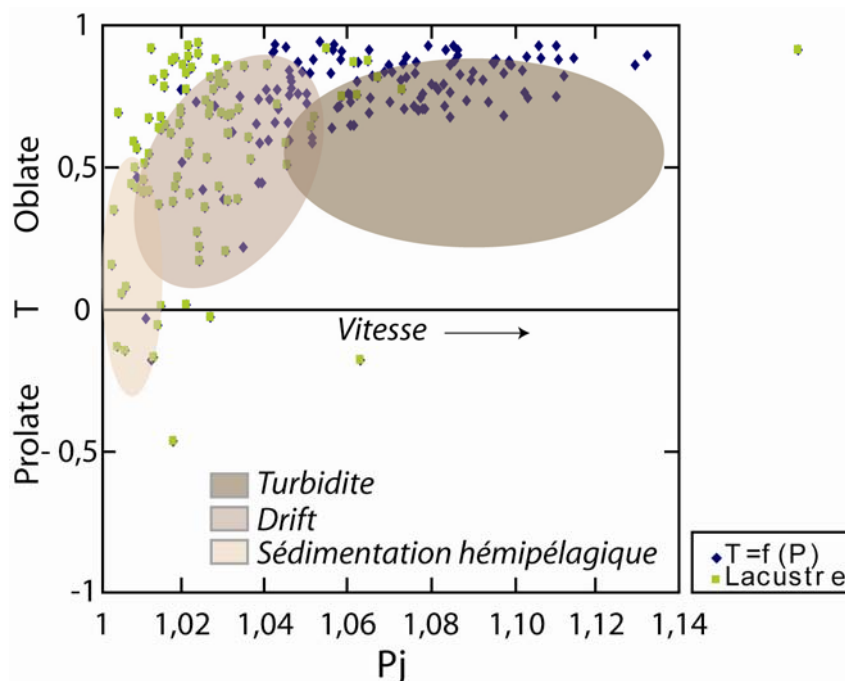 1
0,5
0
- 0,5
-1
Oblate
T
Prolate
Vitesse
Turbidite
Drift
Sédimentation hémipélagique
1 1,02 1,04 1,06 1,08 1,10 1,12 1,14
Pj
T=f(P)
Lacustre